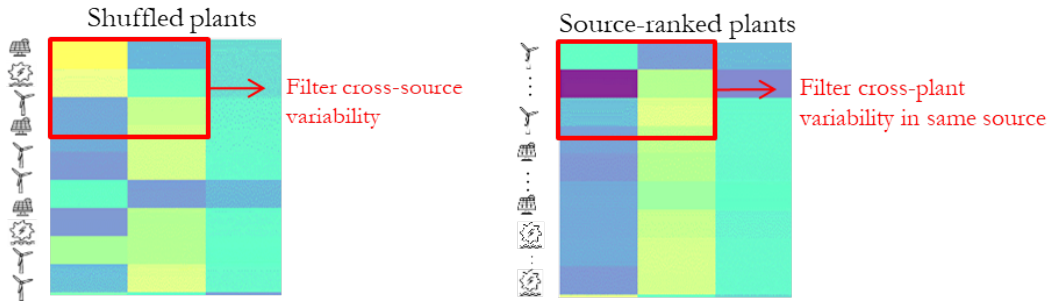 Shuffled plants
Filter cross-source
variability
Source-ranked plants
Filter cross-plant
variability in same source